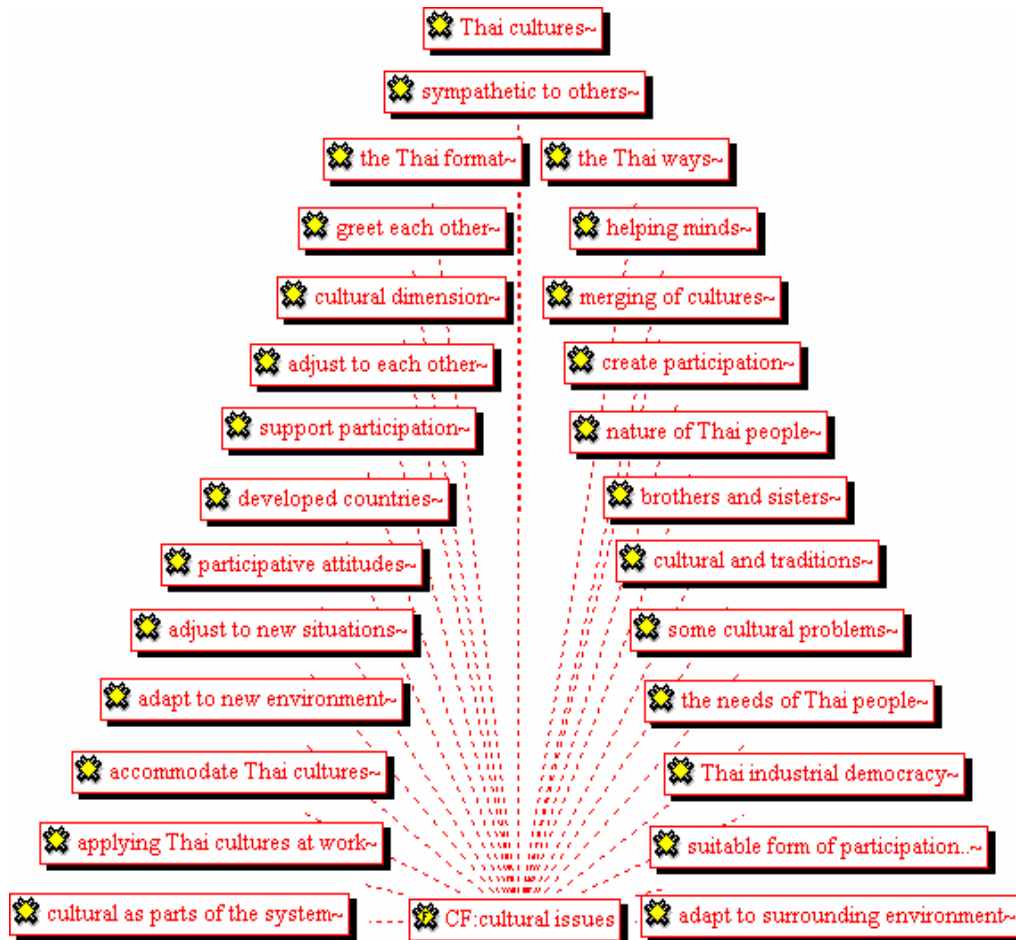 Thai cultures~
sympathetic to others~
the Thai format~
the Thai ways~
greet each other~
helping minds~
cultural dimension~
merging of cultures~
adjust to each other~
create participation~
support participation~
nature of Thai people~
developed countries~
brothers and sisters~
participative attitudes~
cultural and traditions~
adjust to new situations~
some cultural problems~
adapt to new environment~
the needs of Thai people~
accommodate Thai cultures~
Thai industrial democracy~
applying Thai cultures at work~
suitable form of participation..~
cultural as parts of the system~
F CF:cultural issues
adapt to surrounding environment~